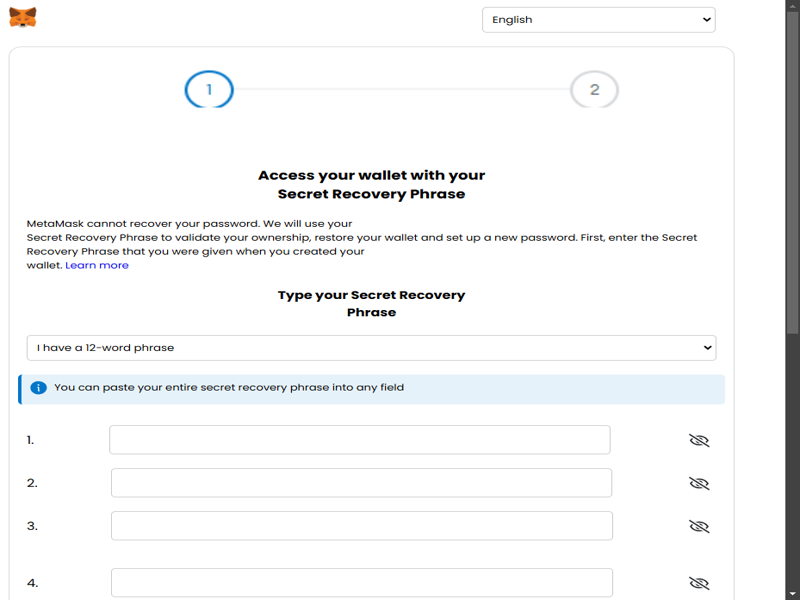 English
1
2
Access your wallet with your
Secret Recovery Phrase
MetaMask cannot recover your password. We will use your
Secret Recovery Phrase to validate your ownership, restore your wallet and set up a new password. First, enter the Secret
Recovery Phrase that you were given when you created your
wallet. Learn more
Type your Secret Recovery
Phrase
I have a 12-word phrase
You can paste your entire secret recovery phrase into any field
1.
2.
3.
4.